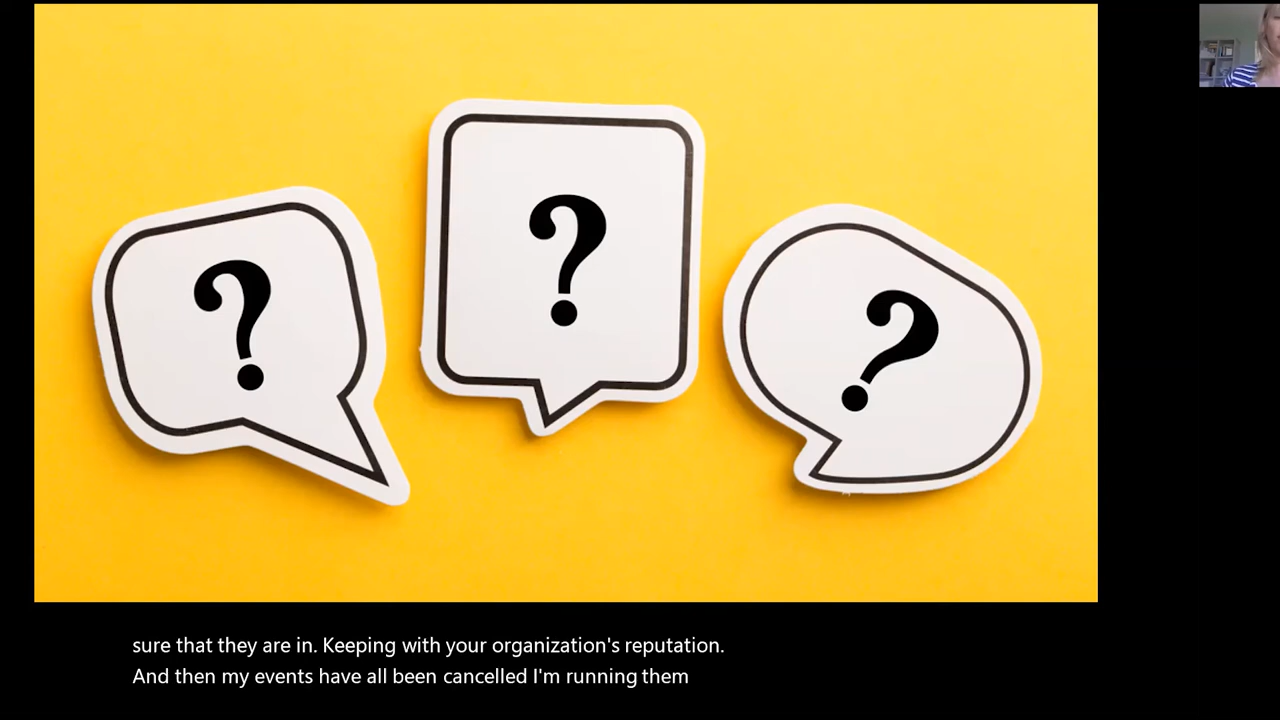 ?
?
?
sure that they are in. Keeping with your organization's reputation.
And then my events have all been cancelled I'm running them